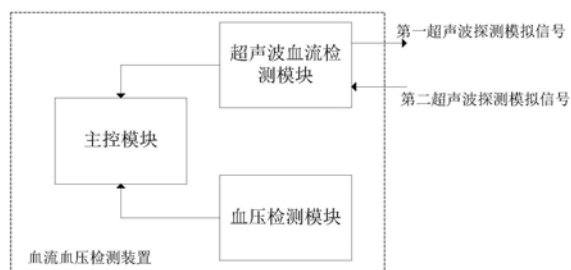 第一超声波探测模拟信号
超声波血流检
测模块
第二超声波探测模拟信号
主控模块
血压检测模块
血流血压检测装置